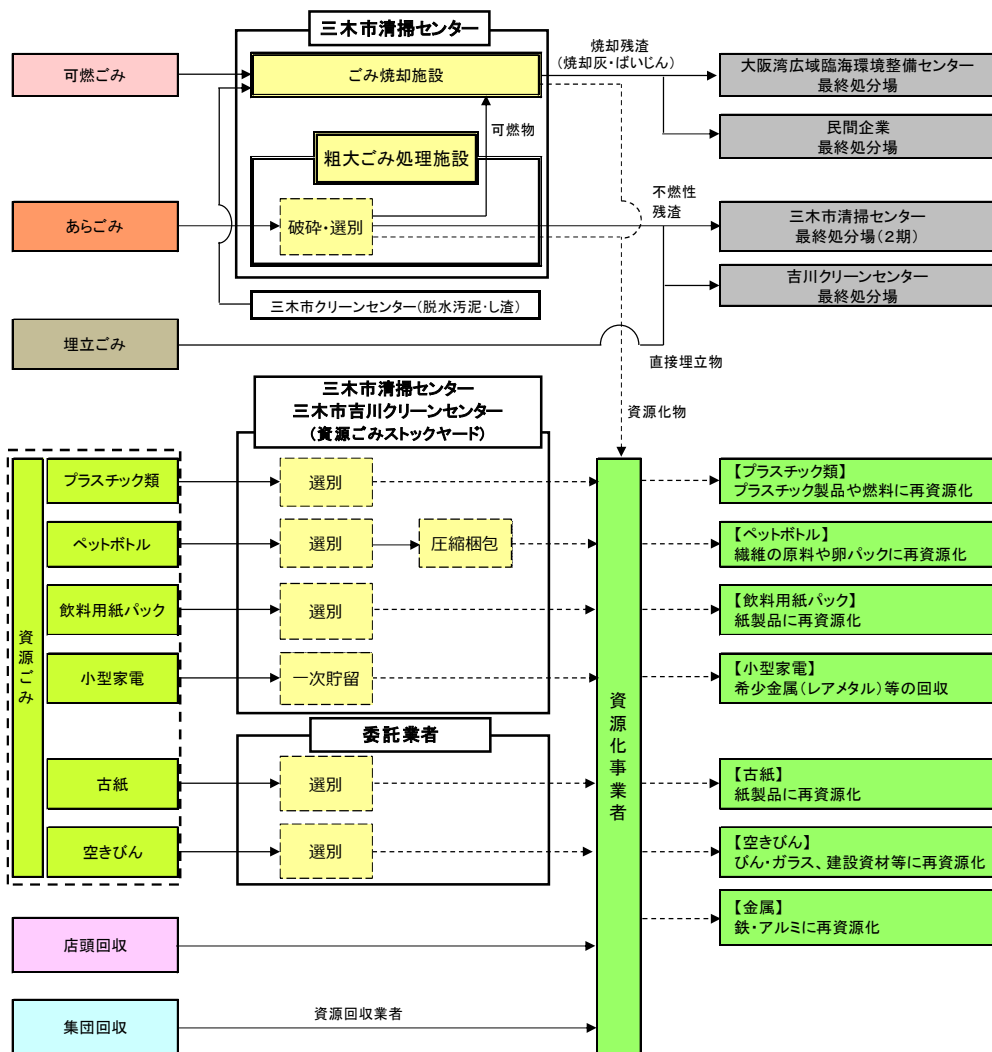 三木市清掃センター
可燃ごみ
ごみ焼却施設
焼却残渣
(焼却灰・ばいじん)
大阪湾広域臨海環境整備センター
最終処分場
可燃物
民間企業
最終処分場
粗大ごみ処理施設
不燃性
残渣
あらごみ
破砕・選別
三木市清掃センター
最終処分場(2期)
吉川クリーンセンター
最終処分場
三木市クリーンセンター(脱水汚泥・し渣)
埋立ごみ
直接埋立物
三木市清掃センター
三木市吉川クリーンセンター
(資源ごみストックヤード)
資源化物
資源ごみ
プラスチック類
選別
【プラスチック類】
プラスチック製品や燃料に再資源化
ペットボトル
選別
圧縮梱包
【ペットボトル】
繊維の原料や卵パックに再資源化
飲料用紙パック
選別
【飲料用紙パック】
紙製品に再資源化
小型家電
一次貯留
【小型家電】
希少金属(レアメタル)等の回収
資源化事業者
委託業者
古紙
選別
【古紙】
紙製品に再資源化
空きびん
選別
【空きびん】
びん・ガラス、建設資材等に再資源化
【金属】
鉄・アルミに再資源化
店頭回収
集団回収
資源回収業者